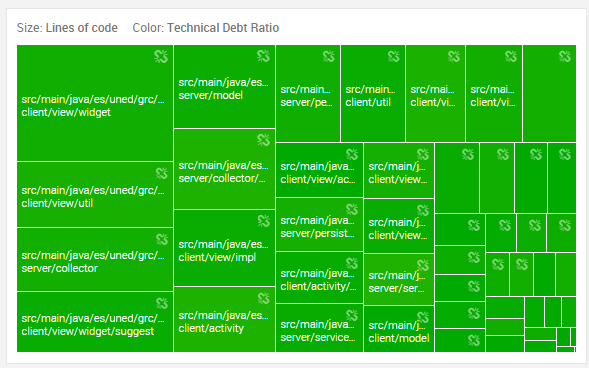 Size: Lines of code Color: Technical Debt Ratio
src/main/java/es/uned/grc/...
client/view/widget
src/main/java/es/uned/grc/...
client/view/util
src/main/java/es/uned/grc/...
server/collector
src/main/java/es/uned/grc/...
client/view/widget/suggest
src/main/java/es...
server/model
src/main/java/es...
server/collector/...
src/main/java/es...
client/view/impl
src/main/java/es...
client/activity
src/main...
server/pe...
src/main...
client/util
src/mai...
client/vi...
src/mai...
client/vi...
src/main/java...
client/view/ac...
src/main/java...
server/persist...
src/main/java...
client/activity/...
src/main/java...
server/service...
src/main/j...
client/view...
src/main/j...
client/view...
src/main/j...
server/ser...
src/main/j...
client/model